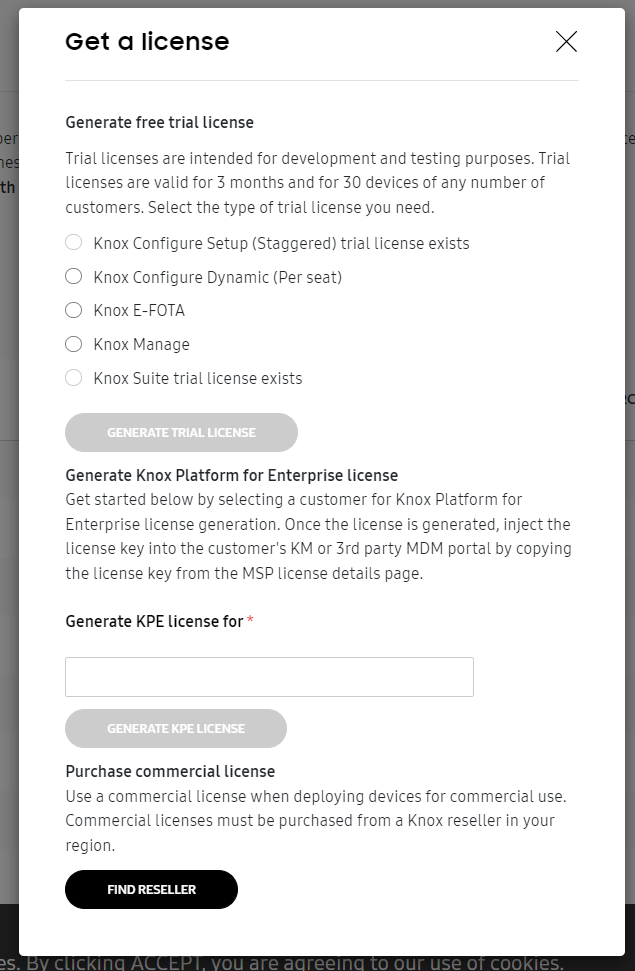 Get a license
Generate free trial license
Trial licenses are intended for development and testing purposes. Trial
licenses are valid for 3 months and for 30 devices of any number of
customers. Select the type of trial license you need.
Knox Configure Setup (Staggered) trial license exists
Knox Configure Dynamic (Per seat)
Knox E-FOTA
Knox Manage
Knox Suite trial license exists
GENERATE TRIAL LICENSE
Generate Knox Platform for Enterprise license
Get started below by selecting a customer for Knox Platform for
Enterprise license generation. Once the license is generated, inject the
license key into the customer's KM or 3rd party MDM portal by copying
the license key from the MSP license details page.
Generate KPE license for *
GENERATE KPE LICENSE
Purchase commercial license
Use a commercial license when deploying devices for commercial use.
Commercial licenses must be purchased from a Knox reseller in your
region.
FIND RESELLER
es. By clicking ACCEPT, you are agreeing to our use of cookies.